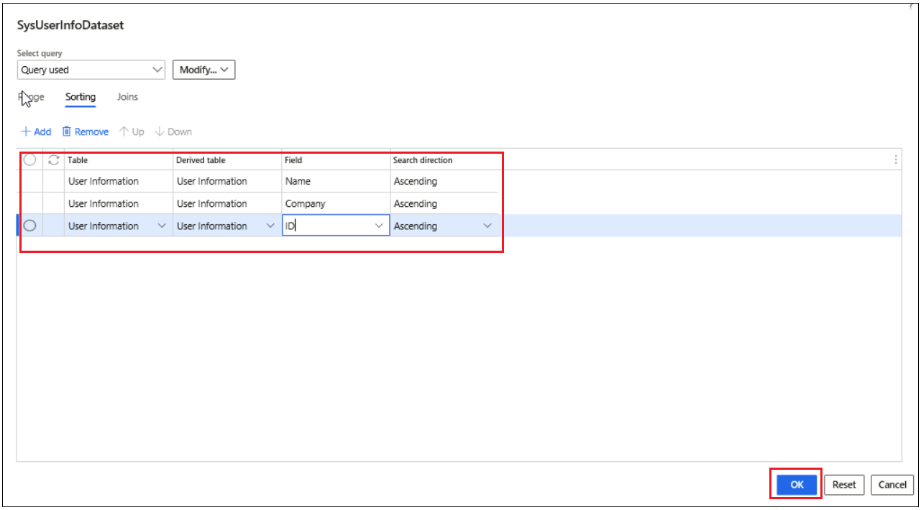 SysUserInfoDataset
Select query
Query used Modify...
Range Sorting Joins
Add Remove Up Down
Table Derived table Field Search direction
User Information User Information Name Ascending
User Information User Information Company Ascending
User Information User Information ID Ascending
OK Reset Cancel